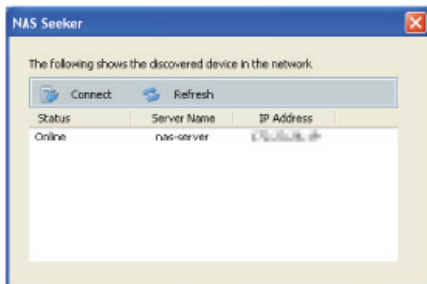 NAS Seeker
The following shows the discovered device in the network
Connect Refresh
Status Server Name IP Address
Online nas-server